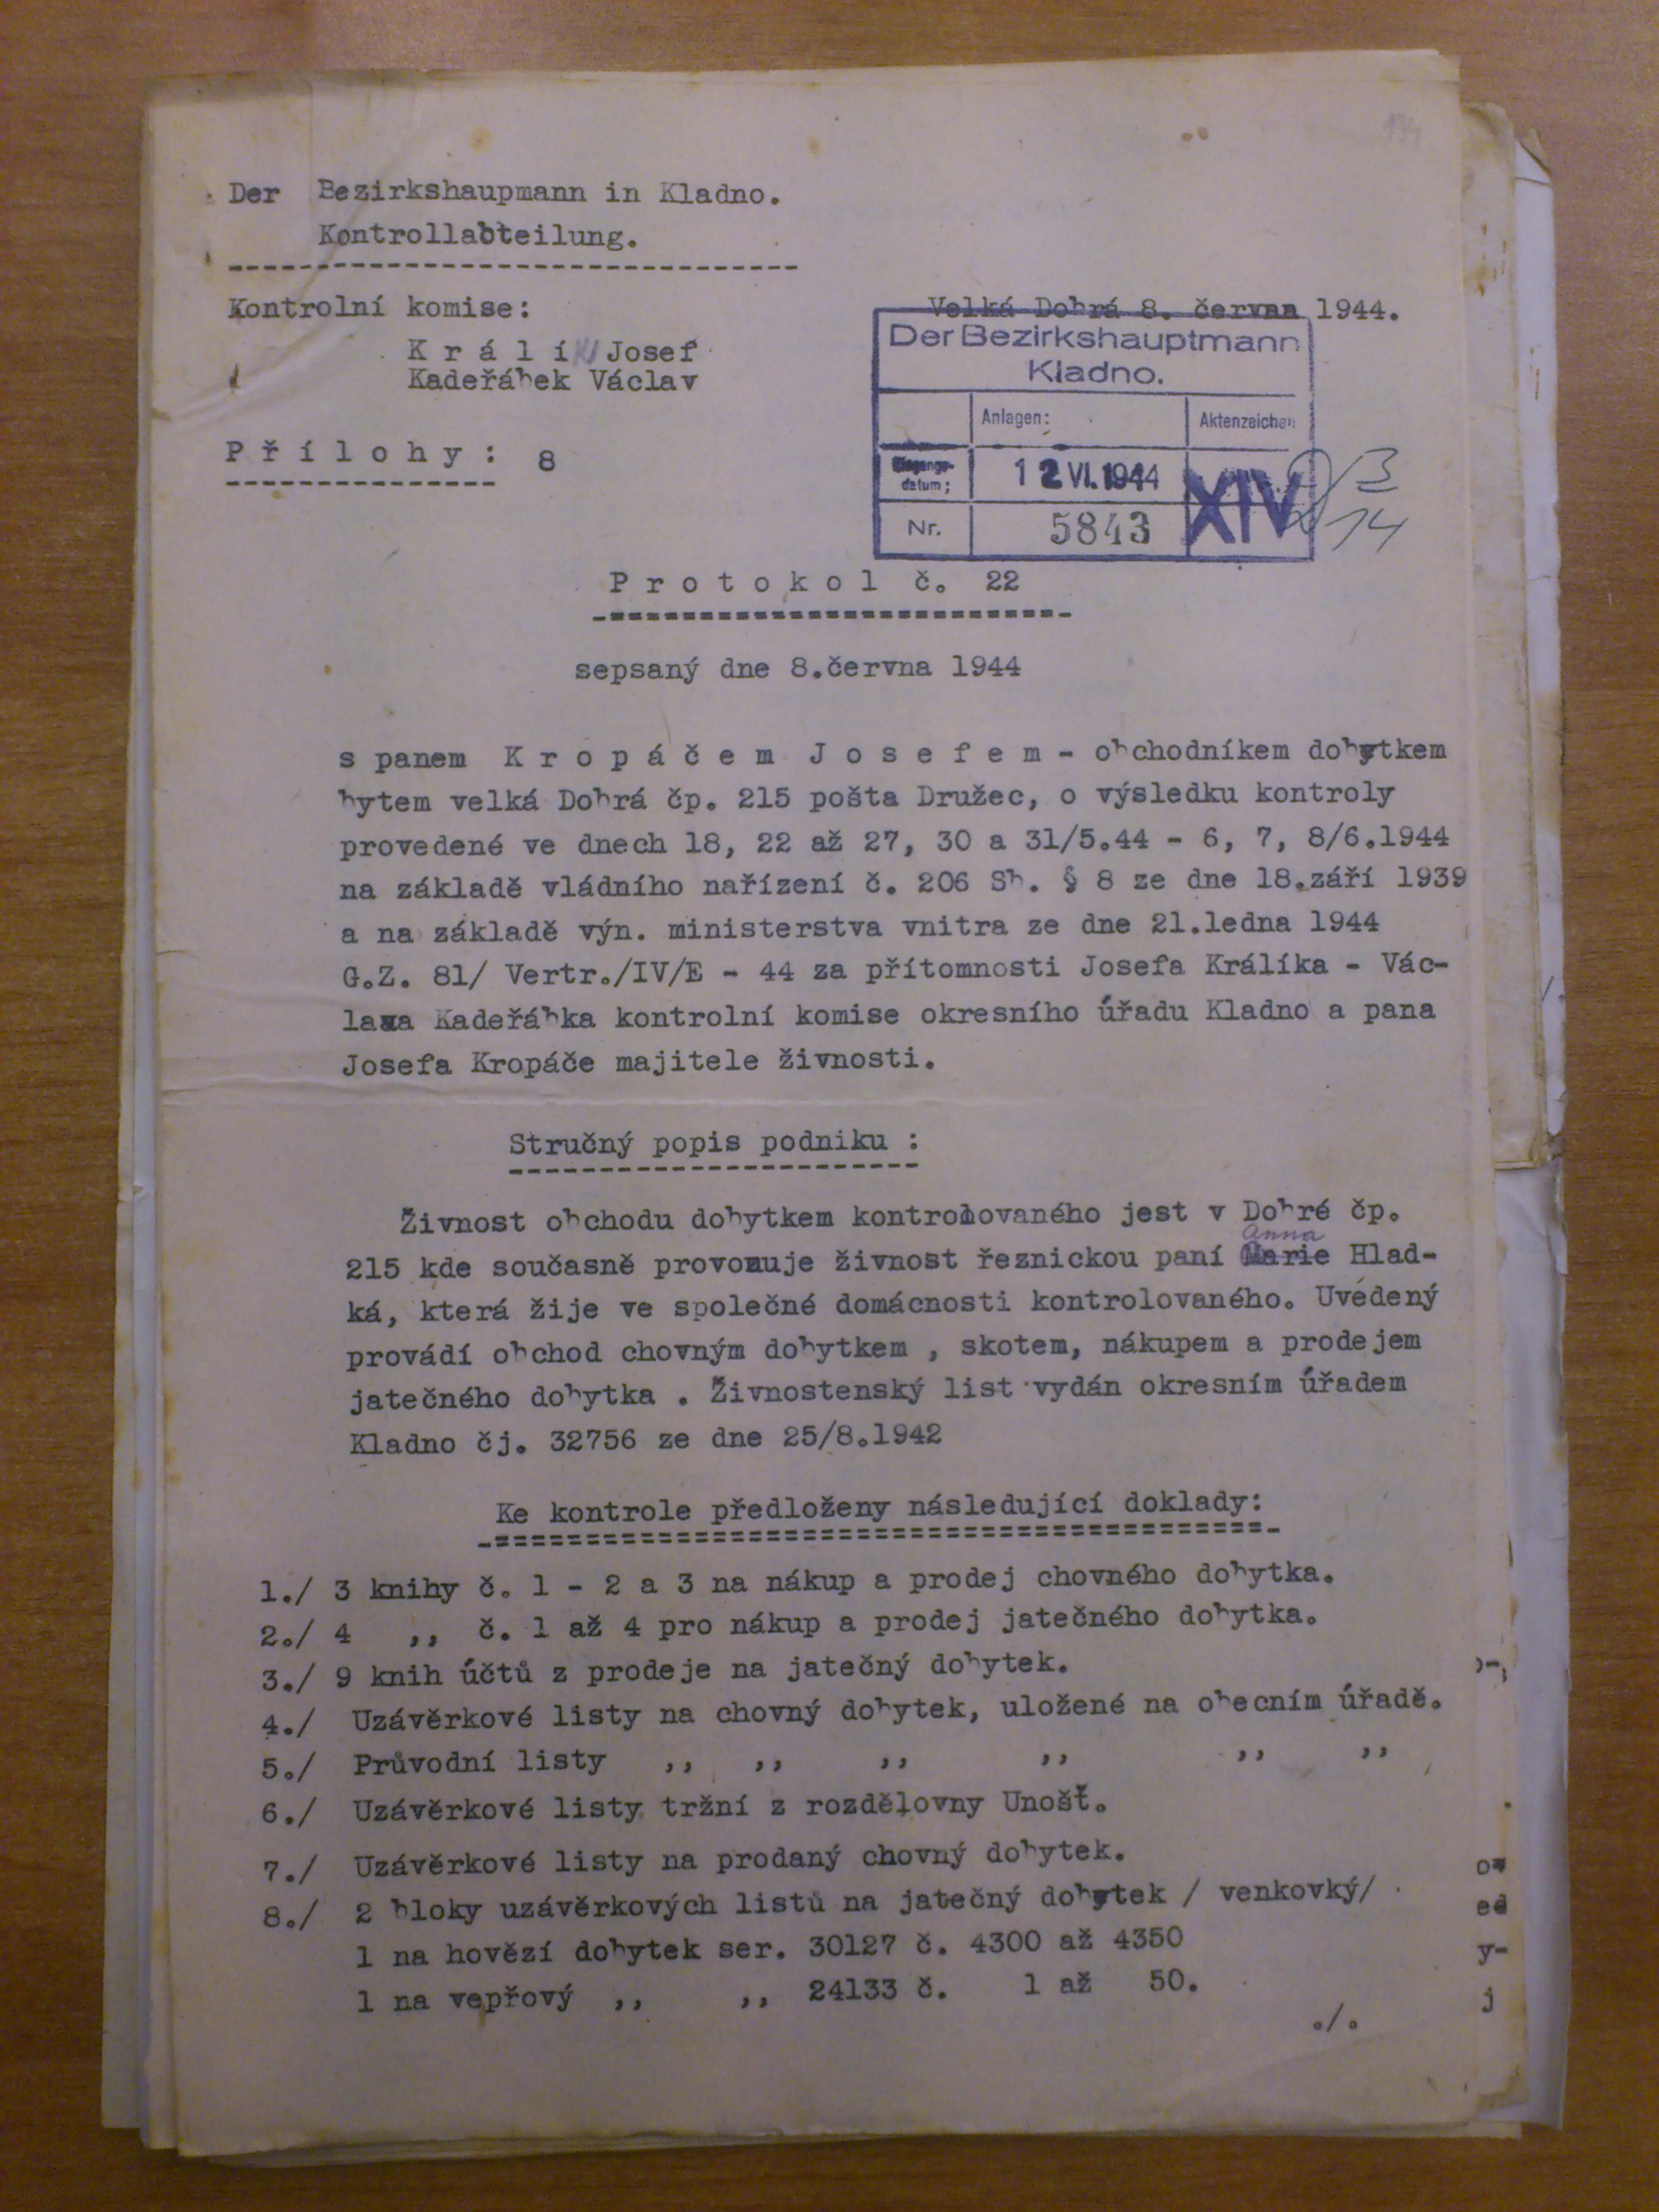 Der Bezirkshaupmann in Kladno.
Kontrollabteilung.
Kontrolní komise:
Velká Dobrá 8. červan 1944.
K r á l í k Josef
Kadeřábek Václav
P ř í l o h y : 8
Der Bezirkshauptmann
Kladno.
Anlagen:
Aktenzeichen
Eingangs-
datum;
12 VI. 1944
XIV
3
14
Nr.
5843
P r o t o k o l č. 22
sepsaný dne 8.června 1944
s panem K r o p á č e m J o s e f e m - obchodníkem dobytkem
bytem velká Dobrá čp. 215 pošta Družec, o výsledku kontroly
provedené ve dnech 18, 22 až 27, 30 a 31/5.44 - 6, 7, 8/6.1944
na základě vládního nařízení č. 206 Sb. § 8 ze dne 18.září 1939
a na základě výn. ministerstva vnitra ze dne 21.ledna 1944
G.Z. 81/ Vertr./IV/E - 44 za přítomnosti Josefa Králíka - Vác-
lava Kadeřábka kontrolní komise okresního úřadu Kladno a pana
Josefa Kropáče majitele živnosti.
Stručný popis podniku :
Živnost obchodu dobytkem kontrolovaného jest v Dobré čp.
Anna
215 kde současně provozuje živnost řeznickou paní Marie Hlad-
ká, která žije ve společné domácnosti kontrolovaného. Uvédený
provádí obchod chovným dobytkem , skotem, nákupem a prodejem
jatečného dobytka . Živnostenský list vydán okresním úřadem
Kladno čj. 32756 ze dne 25/8.1942
Ke kontrole předloženy následující doklady:
1./ 3 knihy č. 1 - 2 a 3 na nákup a prodej chovného dobytka.
2./ 4 ,, č. 1 až 4 pro nákup a prodej jatečného dobytka.
3./ 9 knih účtů z prodeje na jatečný dobytek.
4./ Uzávěrkové listy na chovný dobytek, uložené na obecním úřadě.
5./ Průvodní listy ,, ,, ,, ,, ,, ,,
6./ Uzávěrkové listy tržní z rozdělovny Unošť.
7./ Uzávěrkové listy na prodaný chovný dobytek.
8./ 2 bloky uzávěrkových listů na jatečný dobytek / venkovký/
1 na hovězí dobytek ser. 30127 č. 4300 až 4350
1 na vepřový ,, ,, 24133 č. 1 až 50.
./.
ov
ed
y-
j